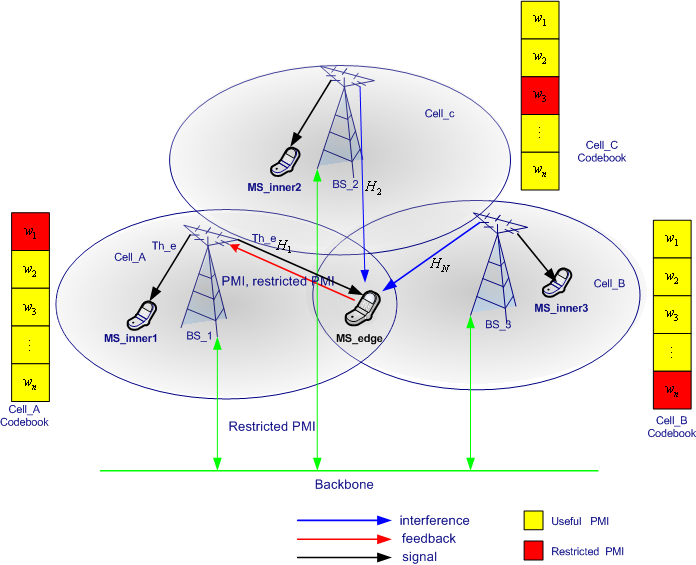 w1
w2
w3
⋮
wn
Cell_C
Codebook
Cell_c
MS_inner2
BS_2
H2
w1
w2
w3
⋮
wn
Cell_A
Codebook
Cell_A
Th_e
Th_e
H1
PMI, restricted PMI
MS_inner1
BS_1
MS_edge
HN
Cell_B
MS_inner3
BS_3
w1
w2
w3
⋮
wn
Cell_B
Codebook
Restricted PMI
Backbone
interference
feedback
signal
Useful PMI
Restricted PMI